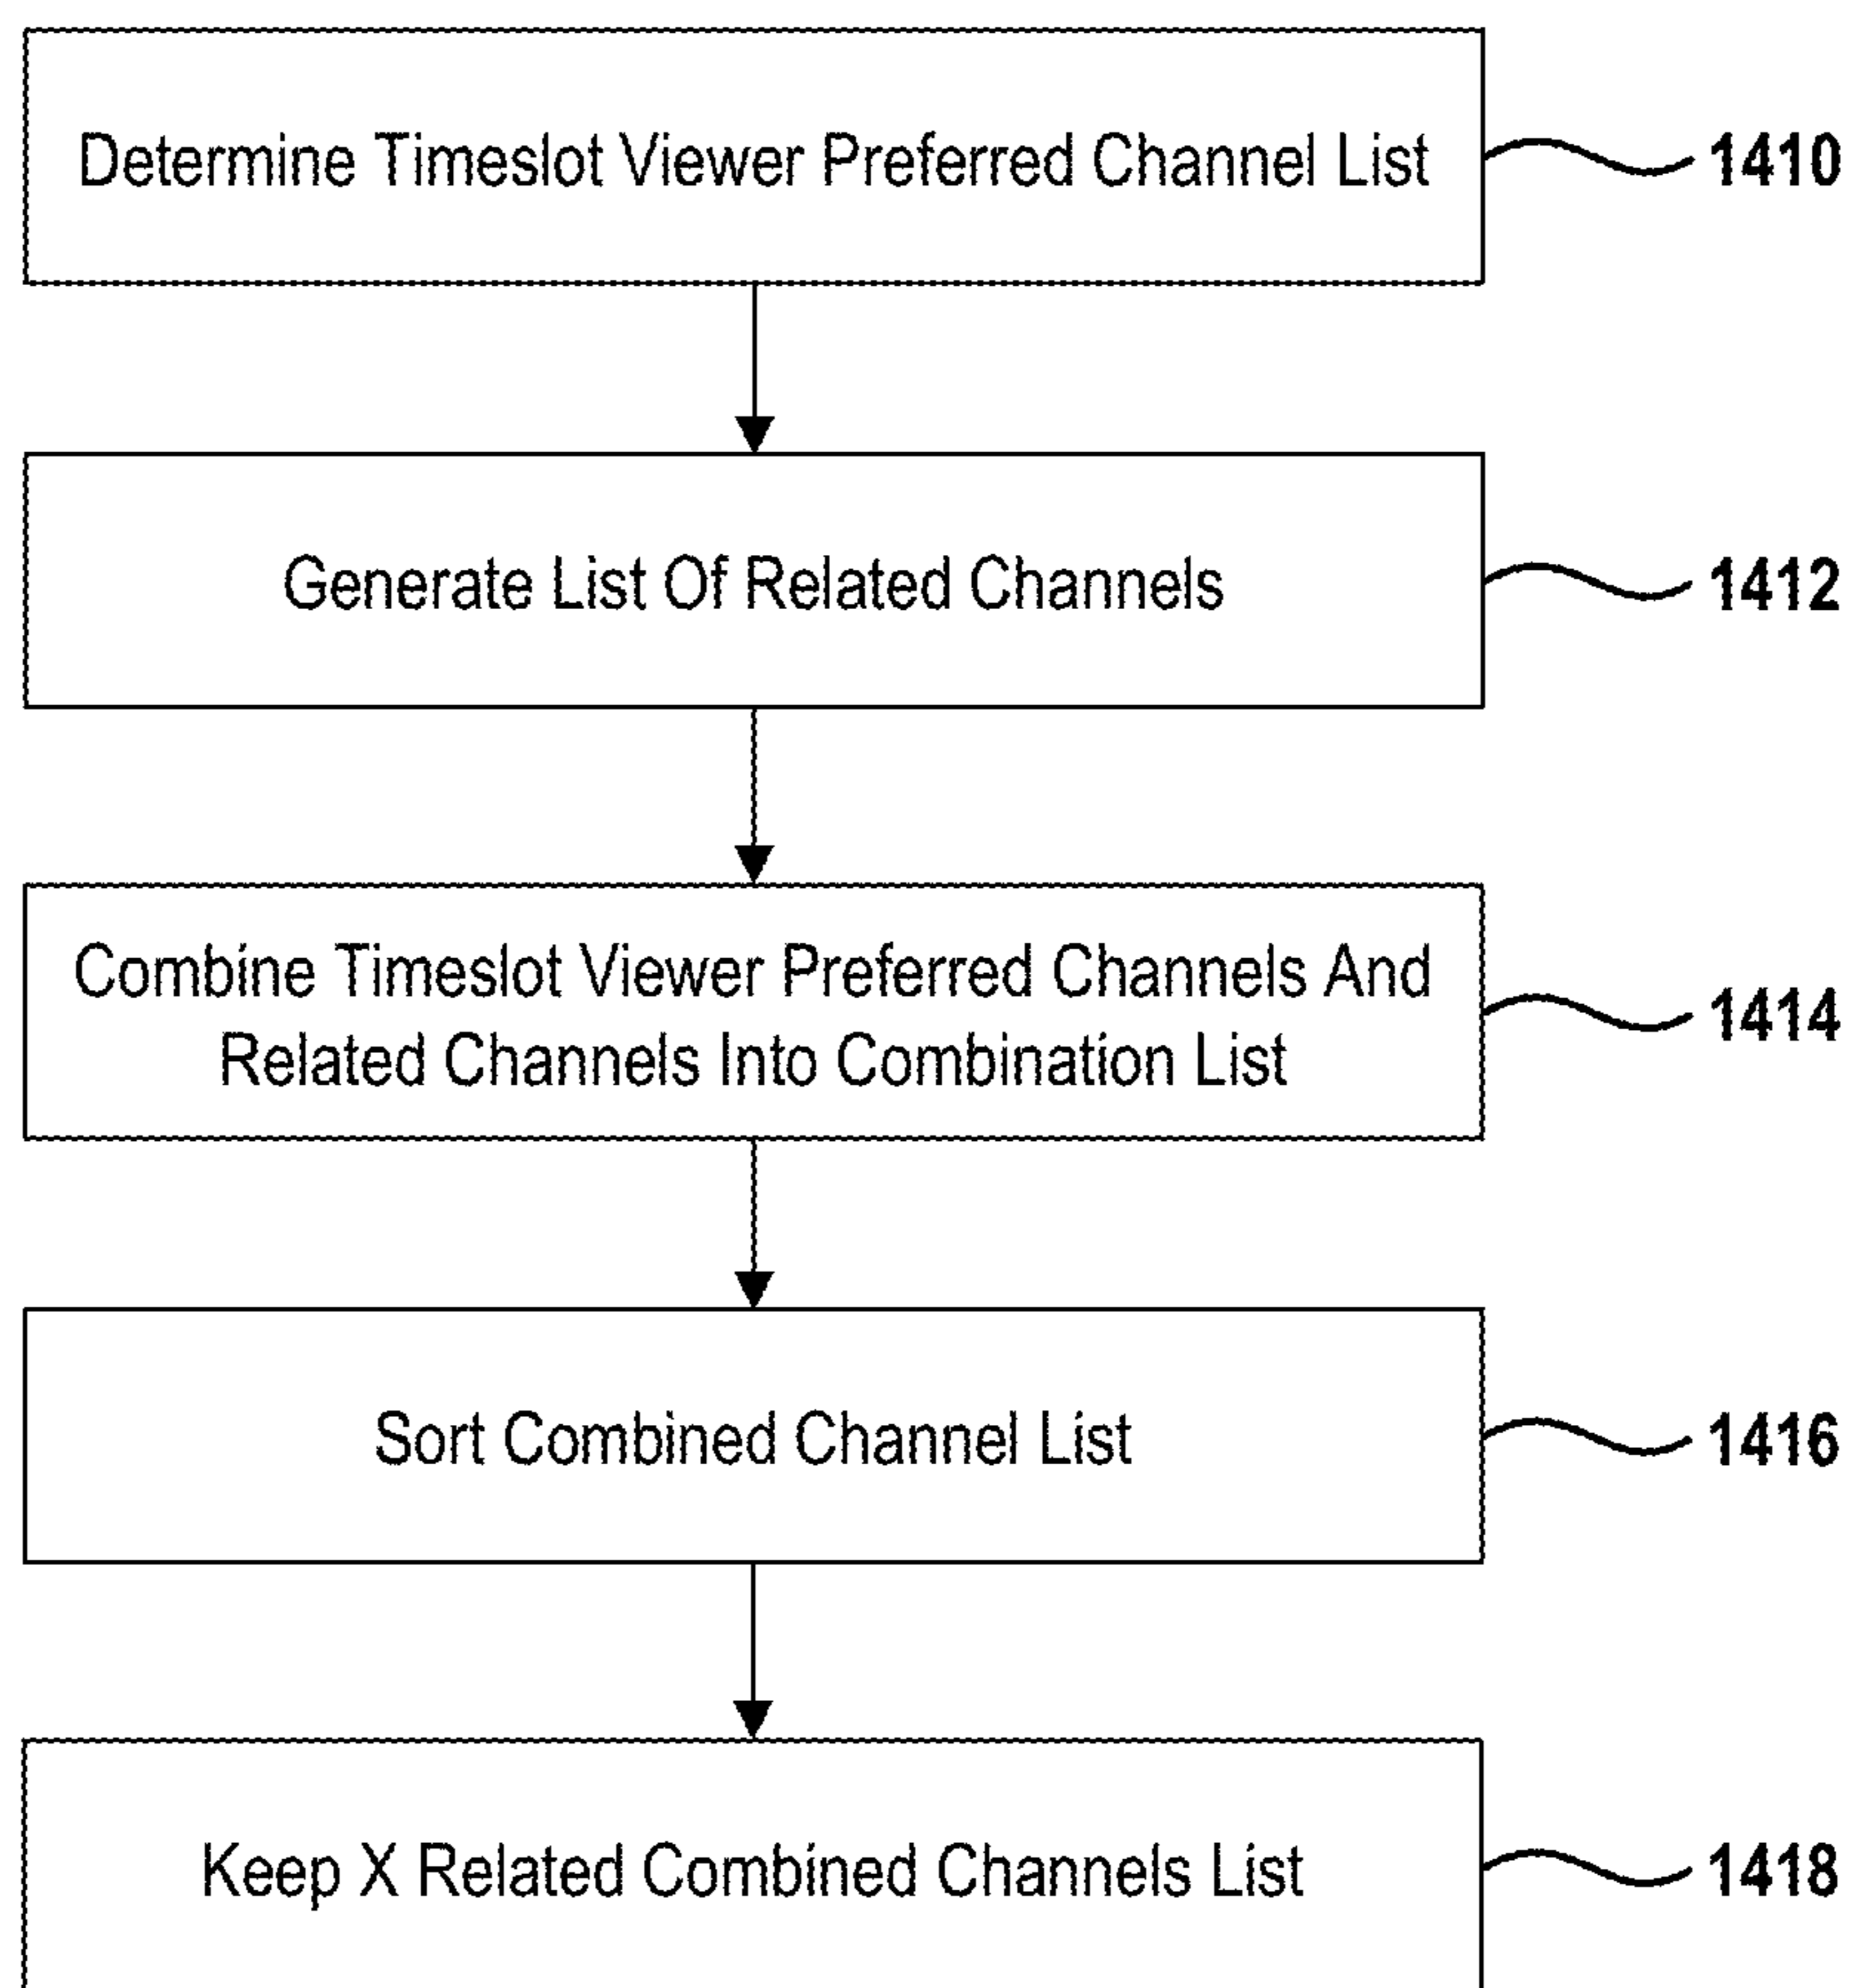 Determine Timeslot Viewer Preferred Channel List
1410
Generate List Of Related Channels
1412
Combine Timeslot Viewer Preferred Channels And
Related Channels Into Combination List
1414
Sort Combined Channel List
1416
Keep X Related Combined Channels List
1418